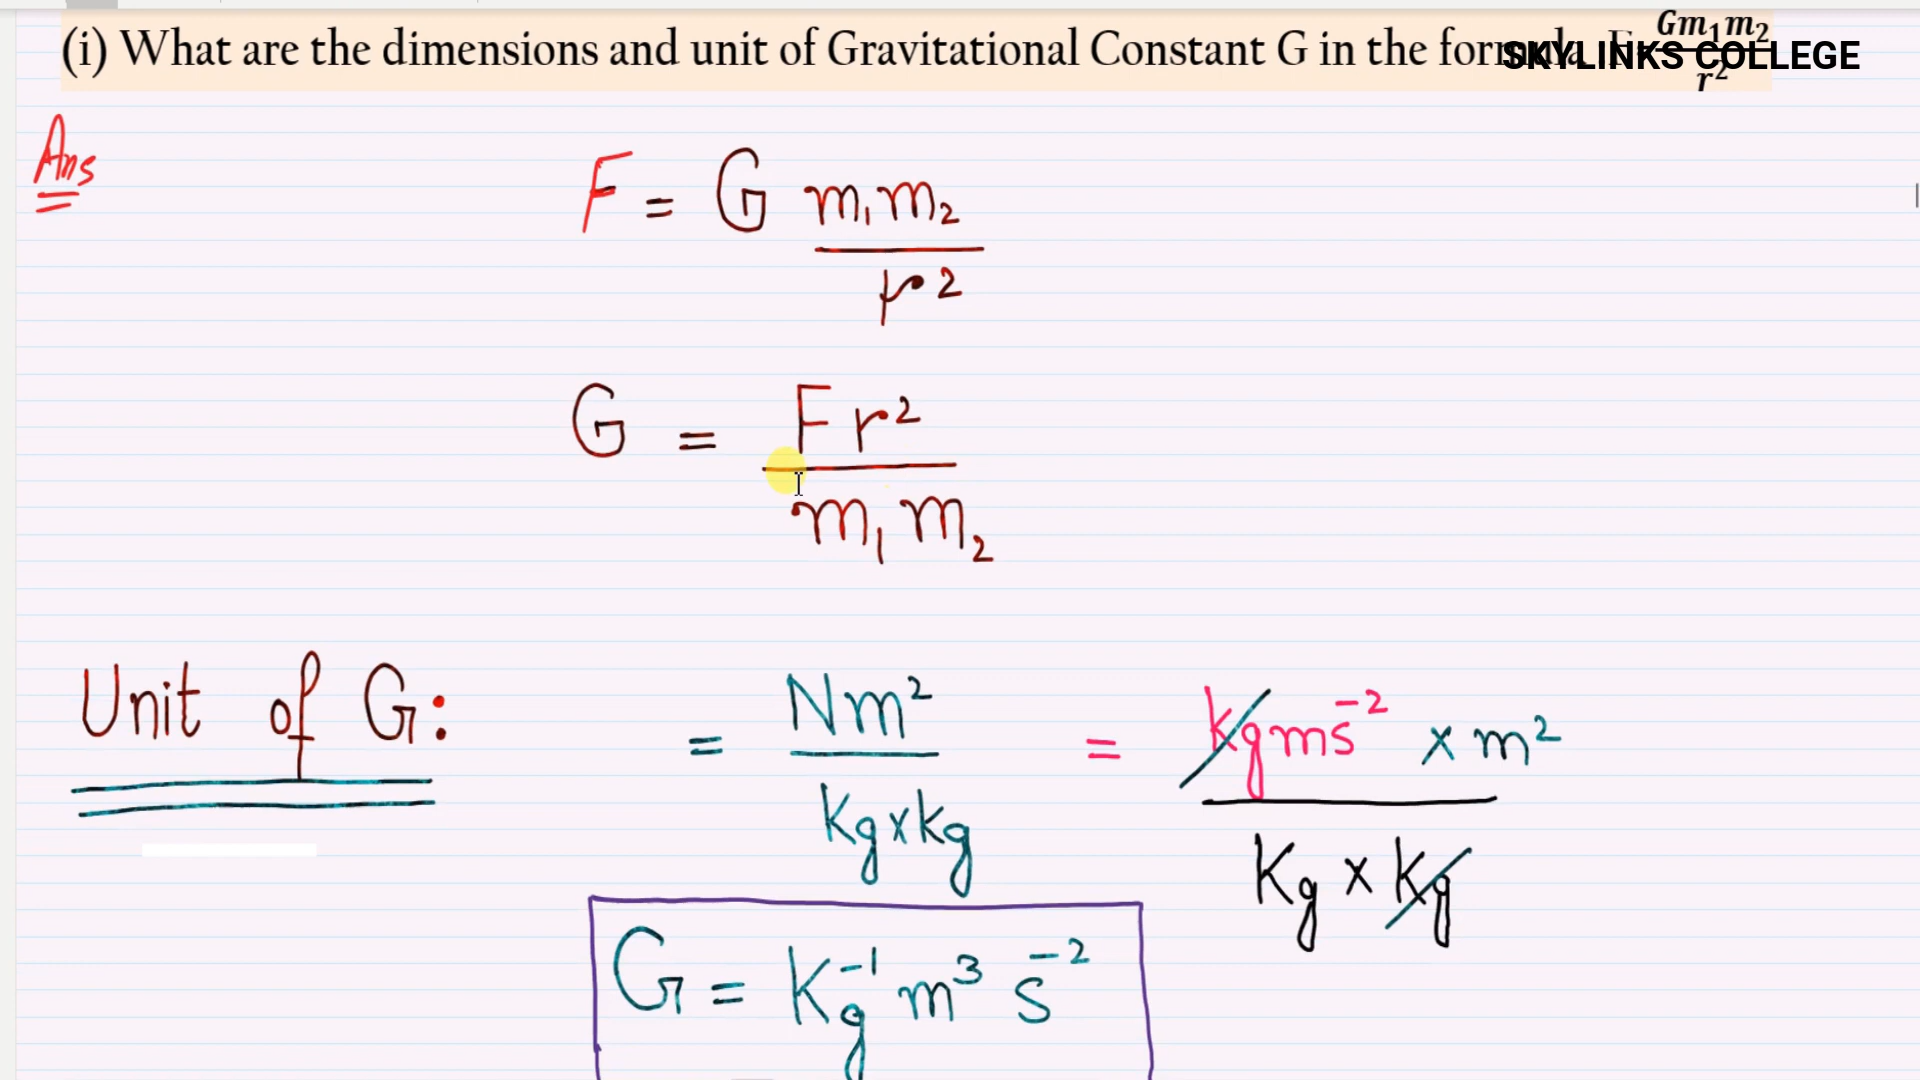 (i) What are the dimensions and unit of Gravitational Constant G in the formula F=Gm₁m₂/r²
SKYLINKS COLLEGE
Ans
F = G m₁m₂/r²
G = Fr²/m₁m₂
Unit of G: = Nm²/Kg×kg = Kgms⁻² × m²/Kg × Kg
G = Kg⁻¹ m³ s⁻²